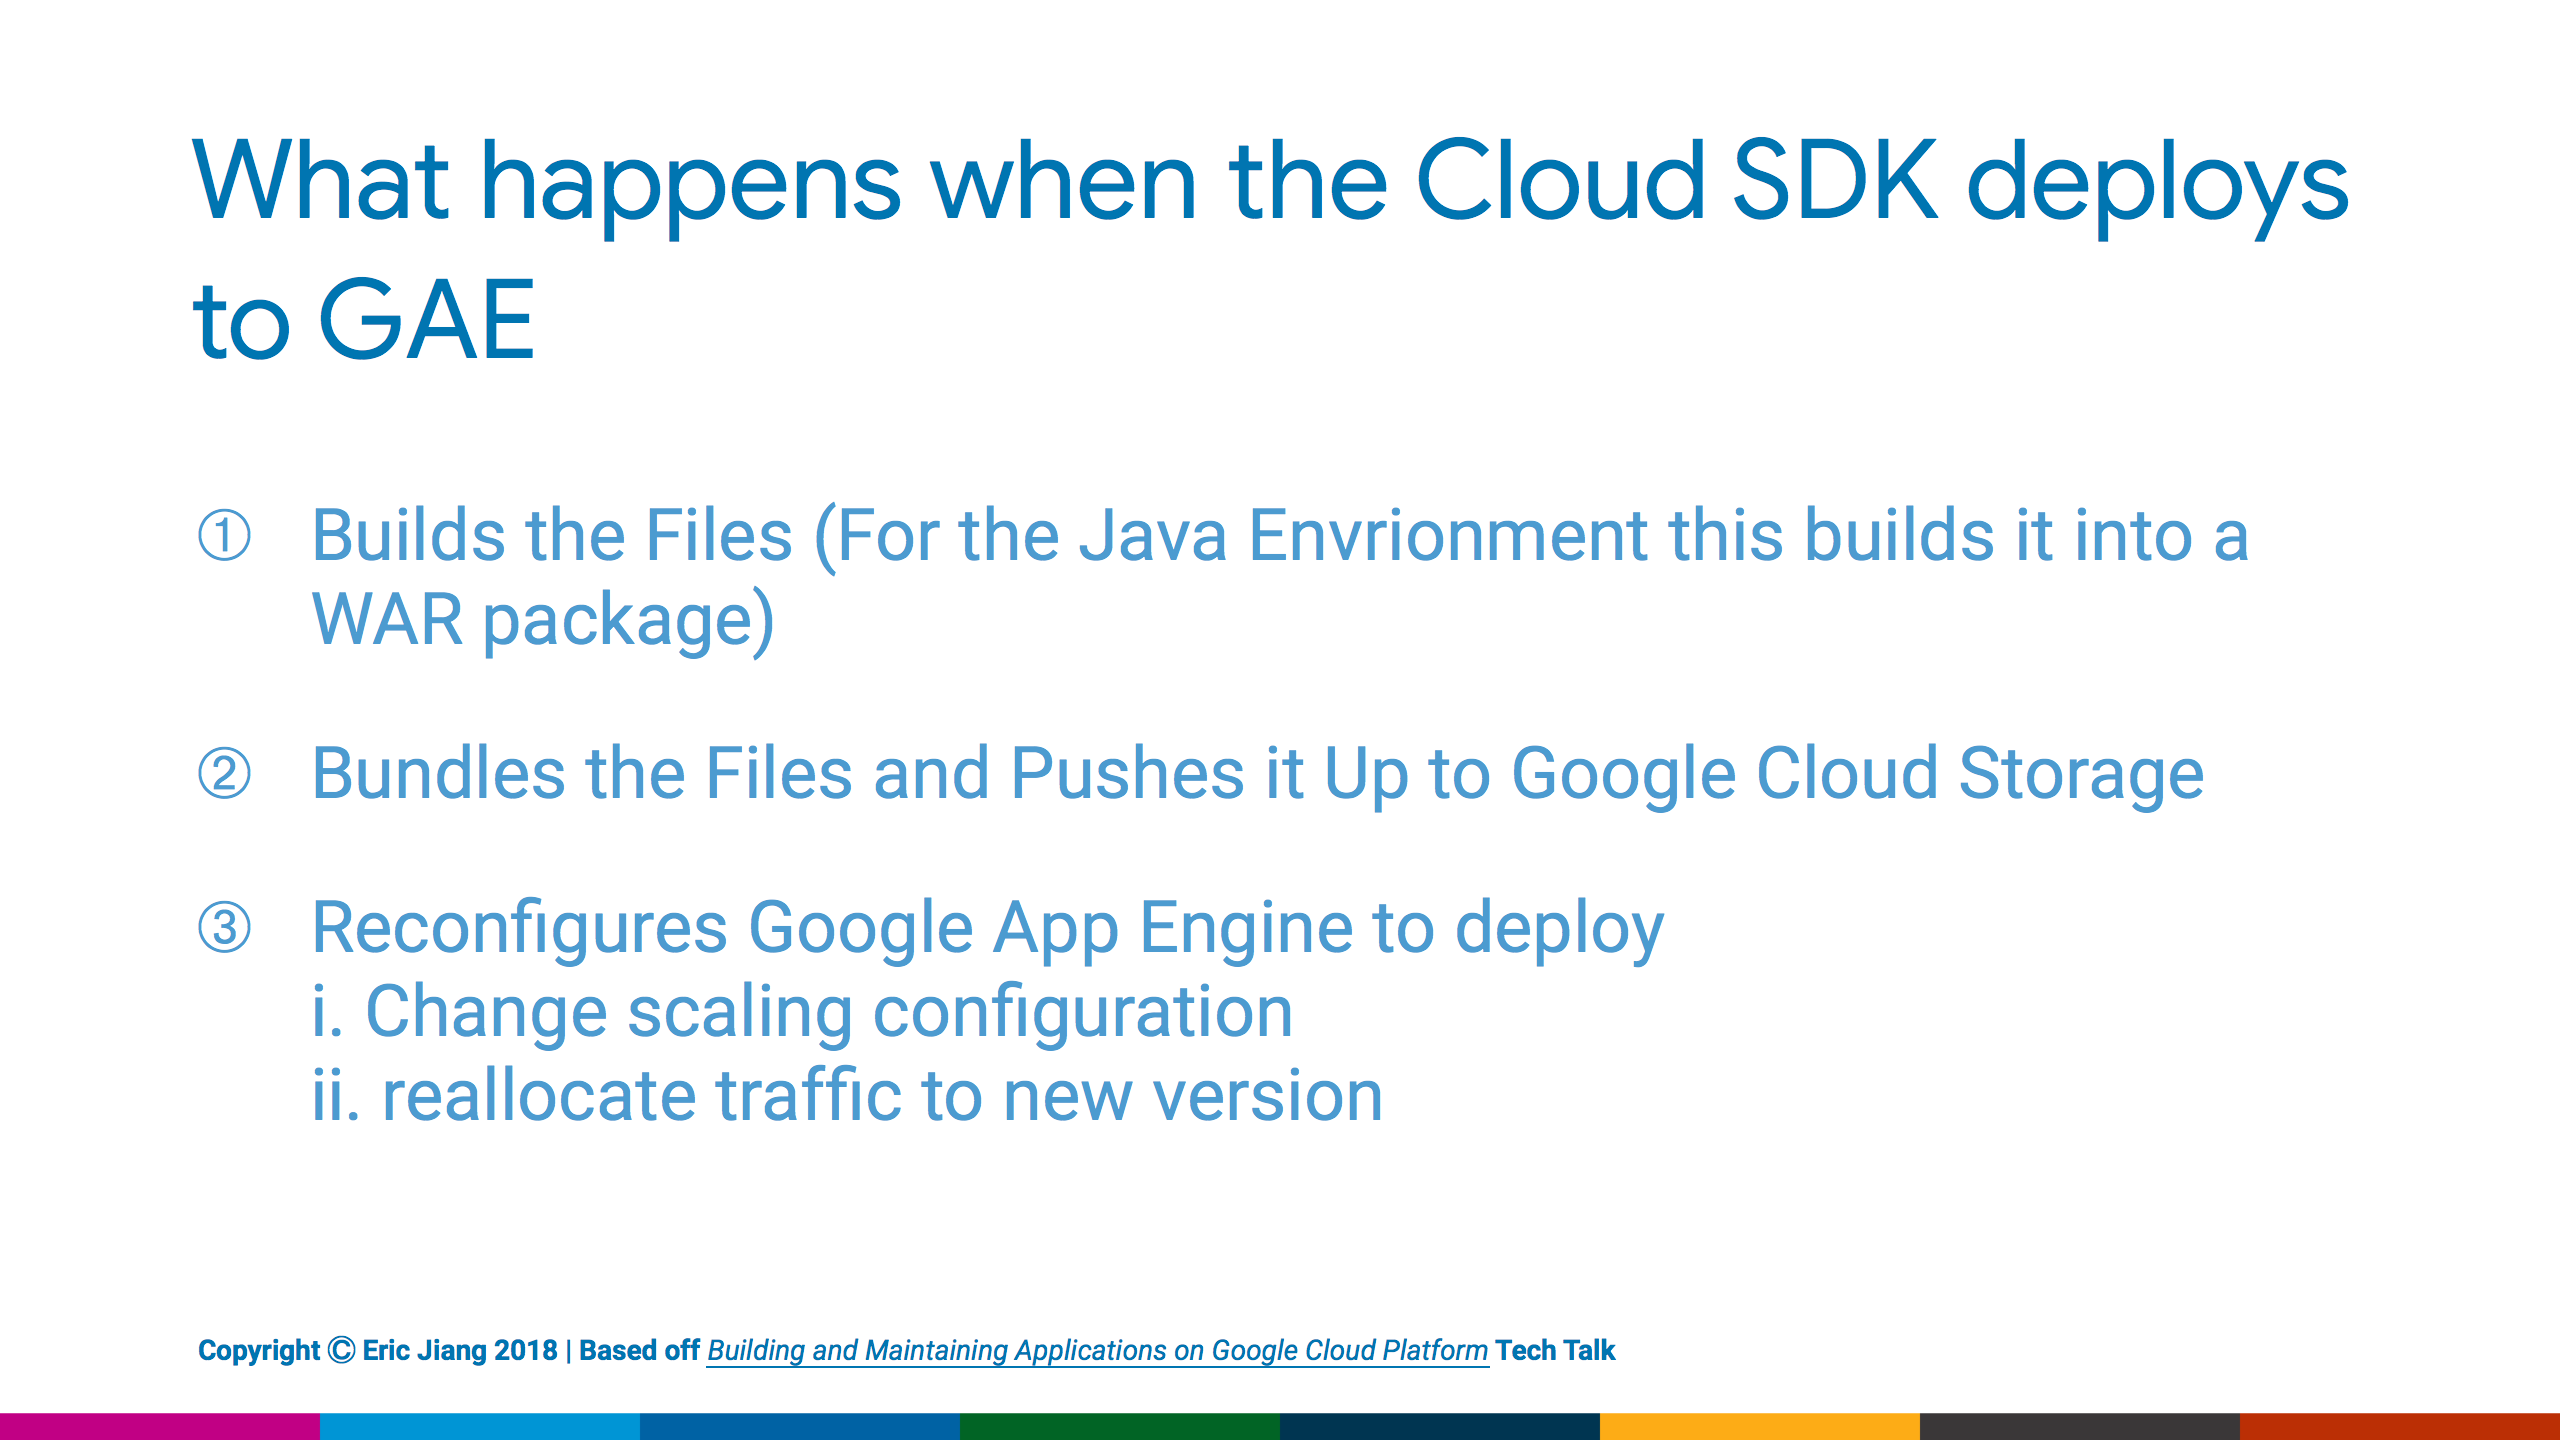 What happens when the Cloud SDK deploys
to GAE
① Builds the Files (For the Java Envrionment this builds it into a
WAR package)
② Bundles the Files and Pushes it Up to Google Cloud Storage
③ Reconfigures Google App Engine to deploy
i. Change scaling configuration
ii. reallocate traffic to new version
Copyright © Eric Jiang 2018 | Based off Building and Maintaining Applications on Google Cloud Platform Tech Talk